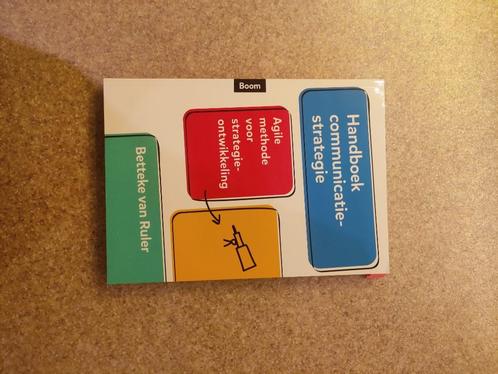 Handboek
communicatie-
strategie
Agile
methode
voor
strategie-
ontwikkeling
Betteke van Ruler
Boom